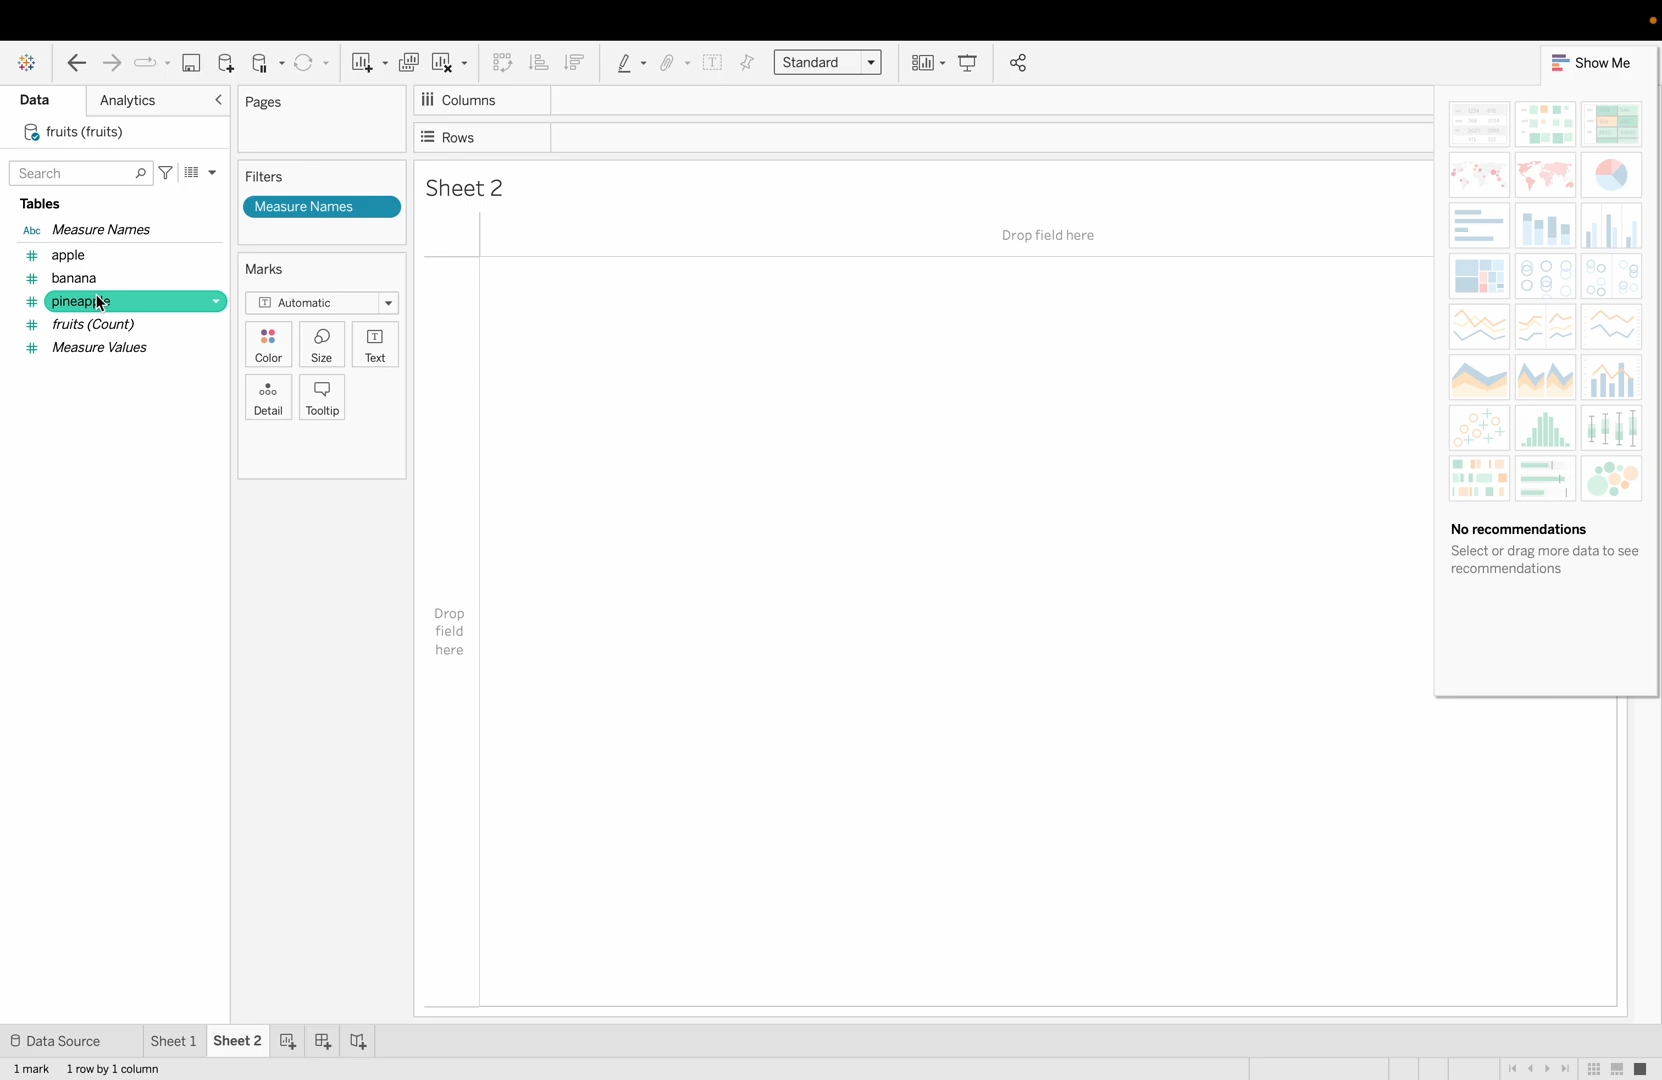 Standard
Show Me
Data
Analytics
Pages
Columns
fruits (fruits)
Rows
Search
Filters
Sheet 2
Tables
Measure Names
Abc Measure Names
Drop field here
apple
Marks
banana
pineapple
Automatic
fruits (Count)
Measure Values
Color
Size
Text
Detail
Tooltip
No recommendations
Select or drag more data to see
recommendations
Drop
field
here
Data Source
Sheet 1
Sheet 2
1 mark
1 row by 1 column